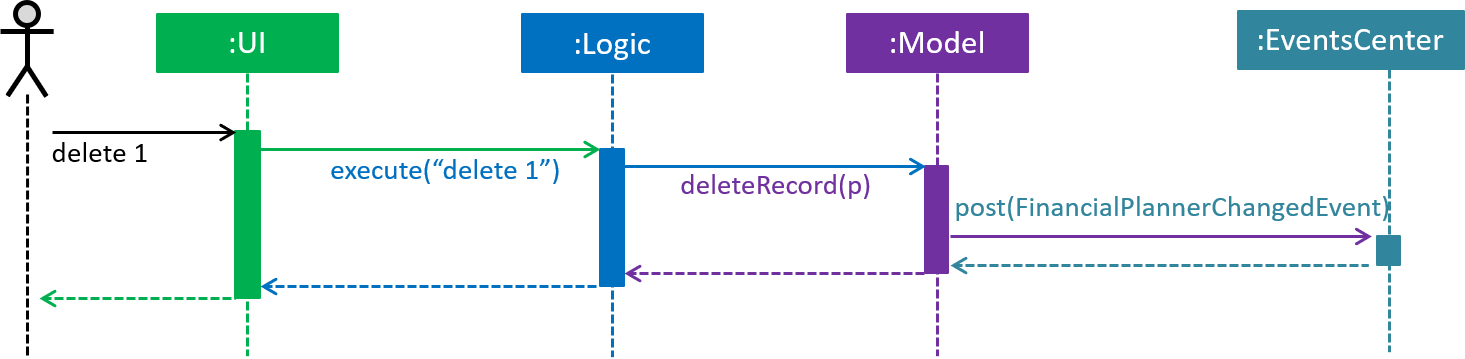 :UI
:Logic
:Model
:EventsCenter
delete 1
execute(“delete 1”)
deleteRecord(p)
post(FinancialPlannerChangedEvent)